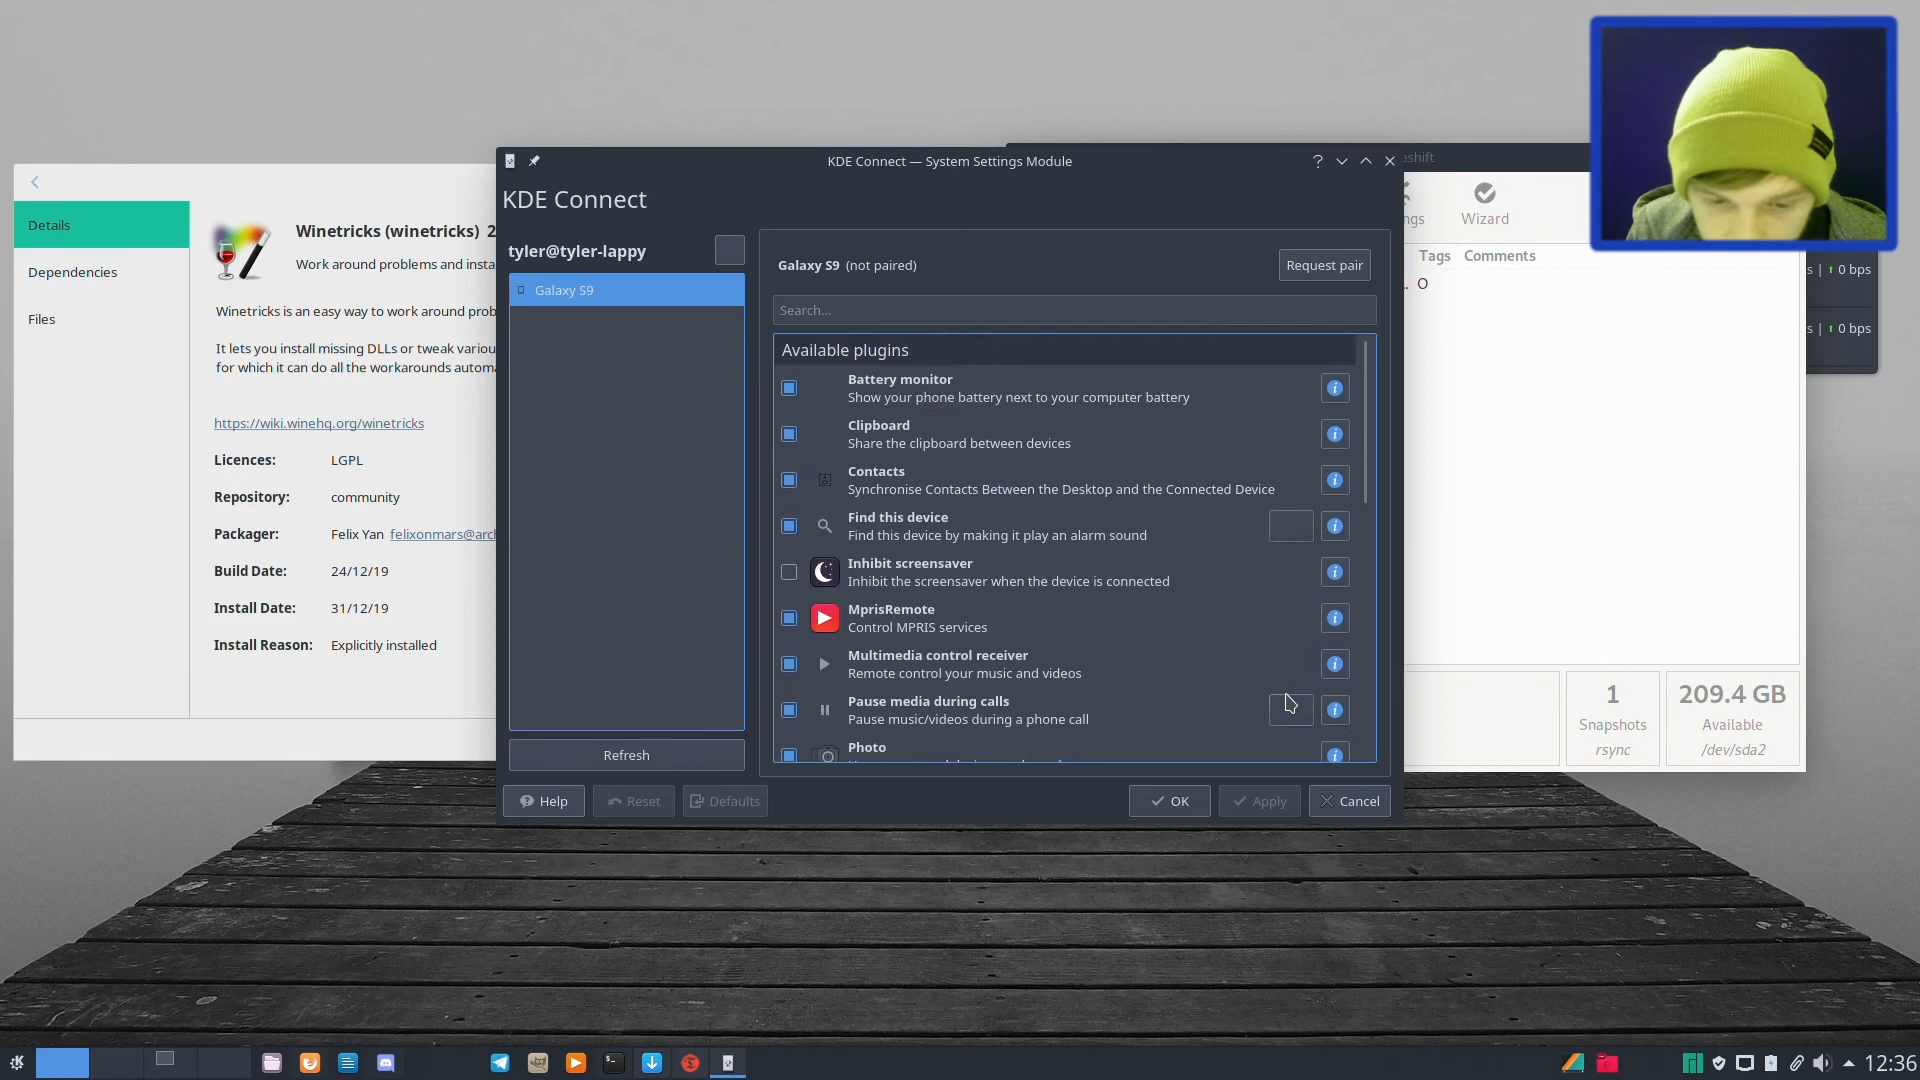 KDE Connect — System Settings Module
eshift
Details
Dependencies
Files
Winetricks (winetricks) 2
Work around problems and insta
Winetricks is an easy way to work around prob
It lets you install missing DLLs or tweak variou
for which it can do all the workarounds autom
https://wiki.winehq.org/winetricks
Licences: LGPL
Repository: community
Packager: Felix Yan felixonmars@arch
Build Date: 24/12/19
Install Date: 31/12/19
Install Reason: Explicitly installed
KDE Connect
tyler@tyler-lappy
Galaxy S9
Refresh
Galaxy S9 (not paired)
Request pair
Search...
Available plugins
Battery monitor
Show your phone battery next to your computer battery
Clipboard
Share the clipboard between devices
Contacts
Synchronise Contacts Between the Desktop and the Connected Device
Find this device
Find this device by making it play an alarm sound
Inhibit screensaver
Inhibit the screensaver when the device is connected
MprisRemote
Control MPRIS services
Multimedia control receiver
Remote control your music and videos
Pause media during calls
Pause music/videos during a phone call
Photo
Help
Reset
Defaults
OK
Apply
Cancel
ngs
Wizard
Tags Comments
O
s | 0 bps
s | 0 bps
1
Snapshots
rsync
209.4 GB
Available
/dev/sda2
12:36